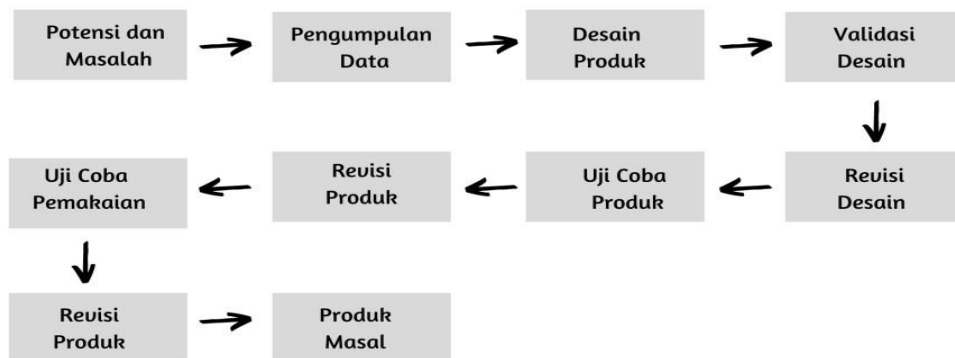 Potensi dan
Masalah
Pengumpulan
Data
Desain
Produk
Validasi
Desain
Revisi
Desain
Uji Coba
Produk
Revisi
Produk
Uji Coba
Pemakaian
Revisi
Produk
Produk
Masal